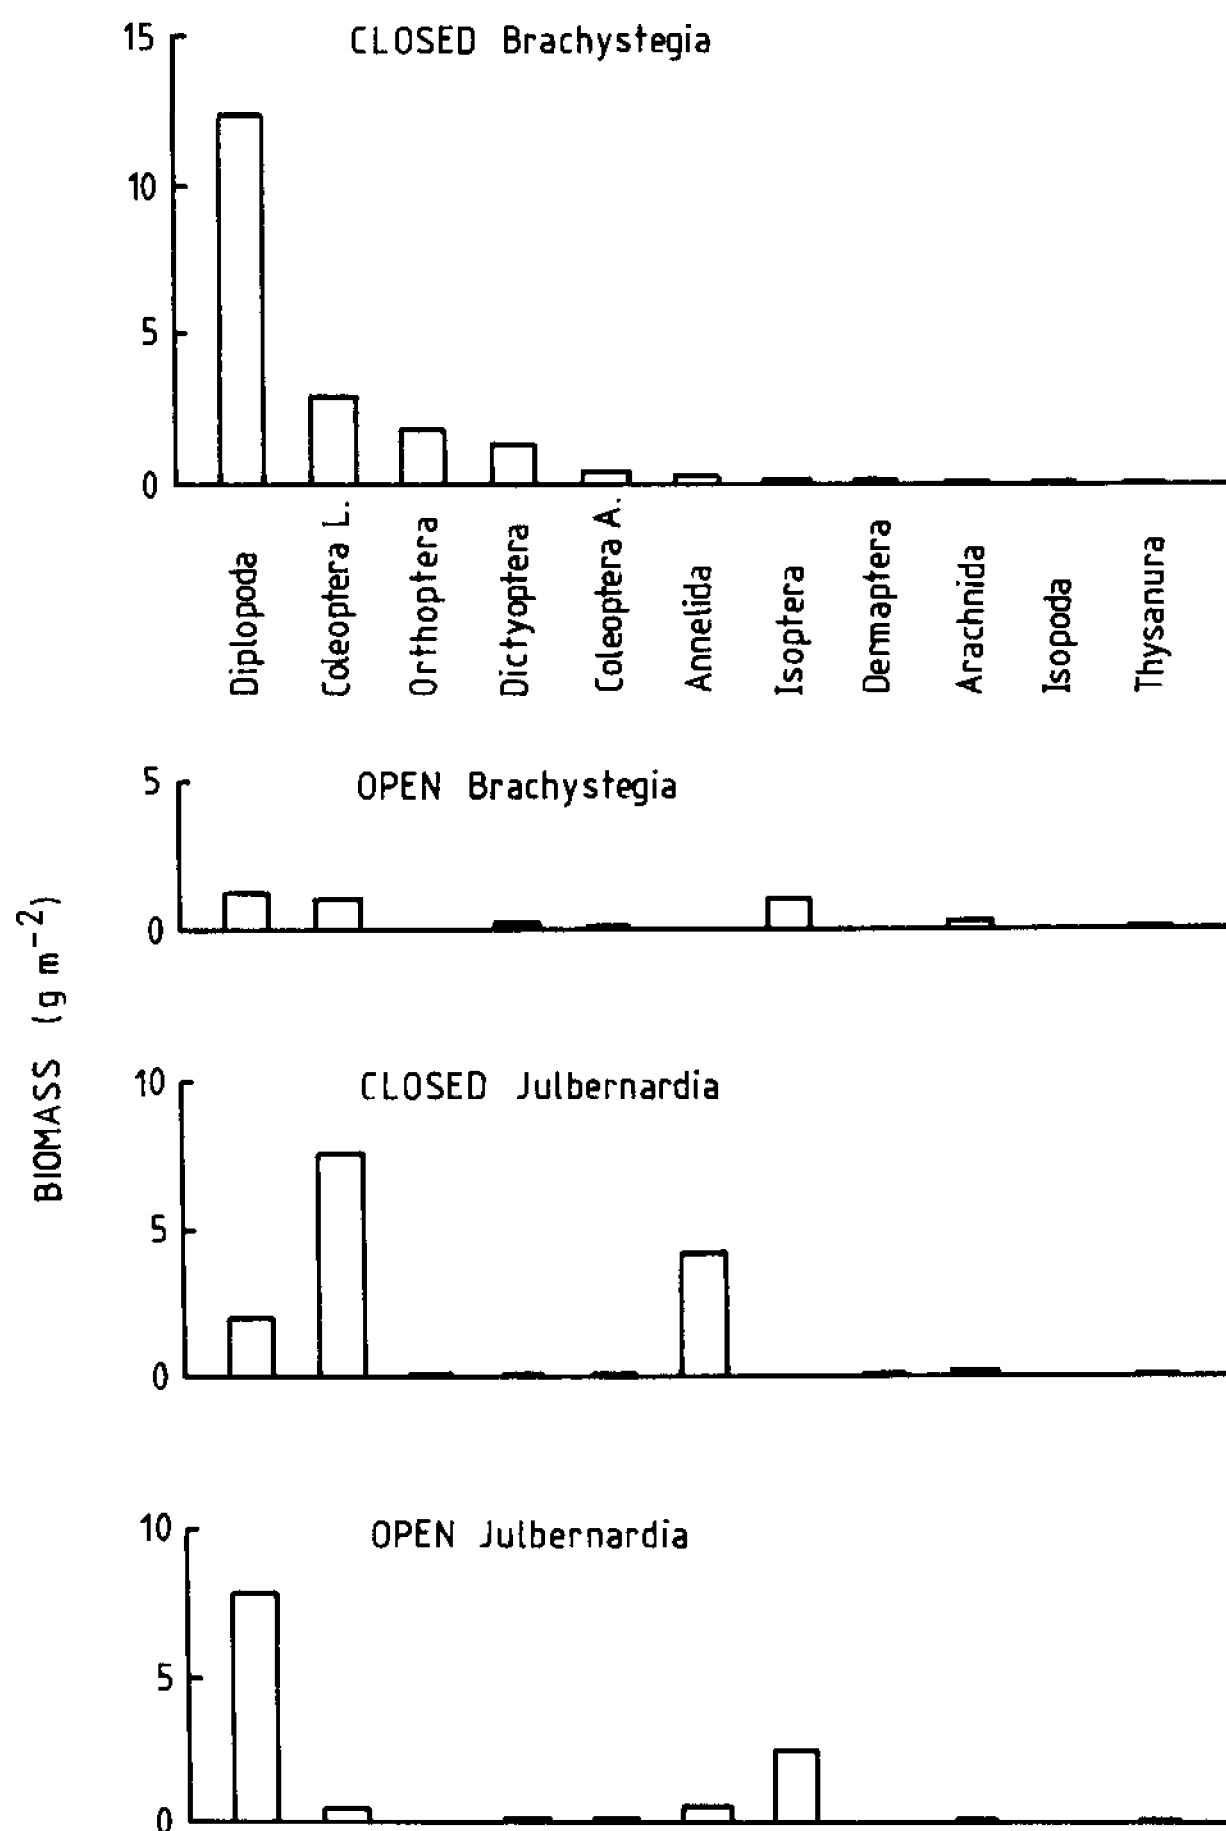 15
CLOSED Brachystegia
10
5
0
Diplopoda
Coleoptera L.
Orthoptera
Dictyoptera
Coleoptera A.
Annelida
Isoptera
Dermaptera
Arachnida
Isopoda
Thysanura
5
OPEN Brachystegia
0
BIOMASS (g m⁻²)
10
CLOSED Julbernardia
5
0
10
OPEN Julbernardia
5
0